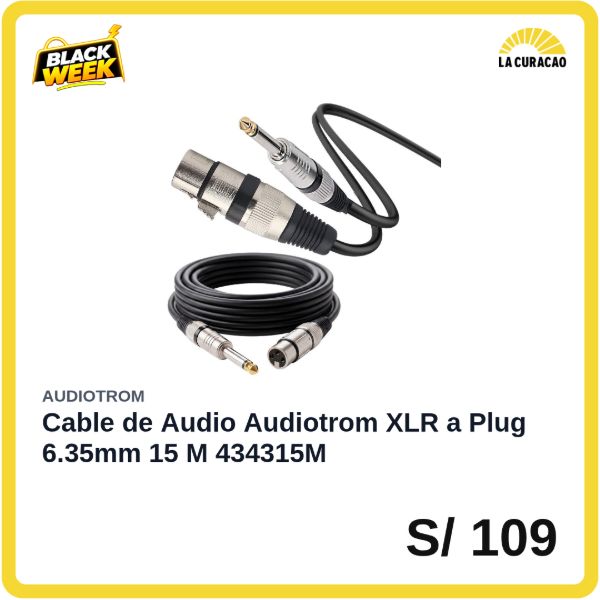 BLACK
WEEK
LA CURACAO
AUDIOTROM
Cable de Audio Audiotrom XLR a Plug
6.35mm 15 M 434315M
S/ 109